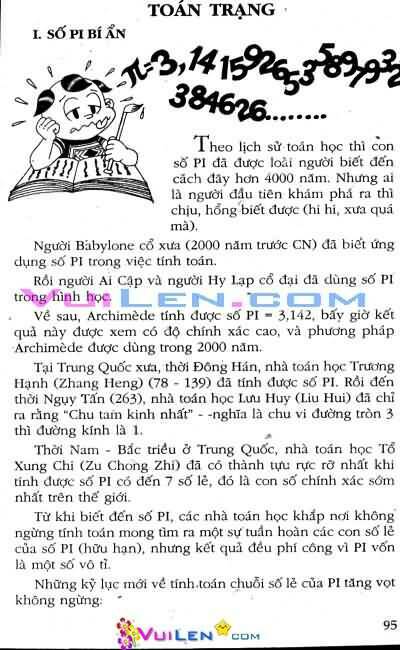 TOÁN TRẠNG
I. SỐ PI BÍ ẨN
π=3,1415926535897932
384626........
Theo lịch sử toán học thì con
số PI đã được loài người biết đến
cách đây hơn 4000 năm. Nhưng ai
là người đầu tiên khám phá ra thì
chịu, hổng biết được (hi hi, xưa quá
mà).
Người Babylone cổ xưa (2000 năm trước CN) đã biết ứng
dụng số PI trong việc tính toán.
Rồi người Ai Cập và người Hy Lạp cổ đại đã dùng số PI
trong hình học.
VUILEN.COM
Về sau, Archimède tính được số PI = 3,142, bấy giờ kết
quả này được xem có độ chính xác cao, và phương pháp
Archimède được dùng trong 2000 năm.
Tại Trung Quốc xưa, thời Đông Hán, nhà toán học Trương
Hạnh (Zhang Heng) (78 - 139) đã tính được số PI. Rồi đến
thời Ngụy Tấn (263), nhà toán học Lưu Huy (Liu Hui) đã chỉ
ra rằng "Chu tam kinh nhất" - -nghĩa là chu vi đường tròn 3
thì đường kính là 1.
Thời Nam - Bắc triều ở Trung Quốc, nhà toán học Tổ
Xung Chi (Zu Chong Zhi) đã có thành tựu rực rỡ nhất khi
tính được số PI có đến 7 số lẻ, đó là con số chính xác sớm
nhất trên thế giới.
Từ khi biết đến số PI, các nhà toán học khắp nơi không
ngừng tính toán mong tìm ra một sự tuần hoàn các con số lẻ
của số PI (hữu hạn), nhưng kết quả đều phí công vì PI vốn
là một số vô tỉ.
Những kỷ lục mới về tính toán chuỗi số lẻ của PI tăng vọt
không ngừng:
95
VUILEN.COM